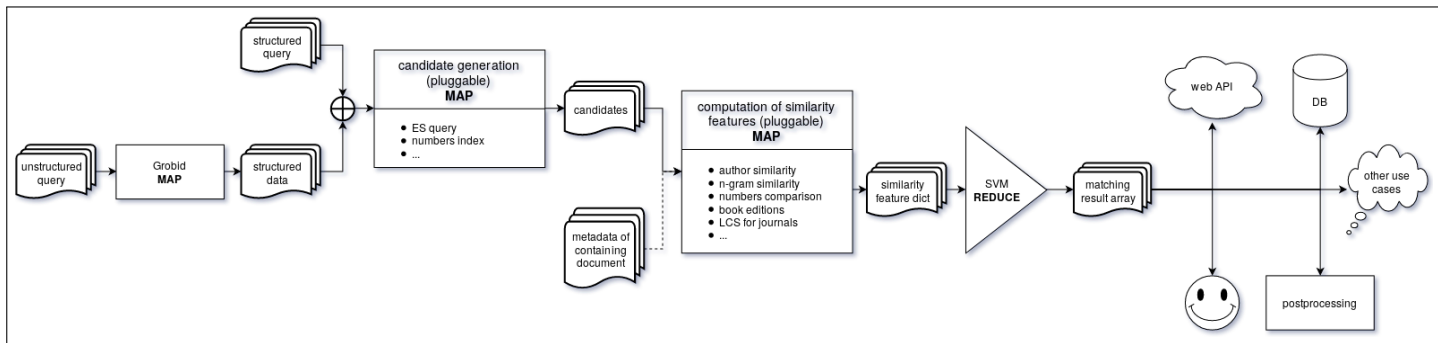 structured
query
unstructured
query
Grobid
MAP
structured
data
candidate generation
(pluggable)
MAP
● ES query
● numbers index
● ...
candidates
metadata of
containing
document
computation of similarity
features (pluggable)
MAP
● author similarity
● n-gram similarity
● numbers comparison
● book editions
● LCS for journals
● ...
similarity
feature dict
SVM
REDUCE
matching
result array
web API
DB
other use
cases
postprocessing